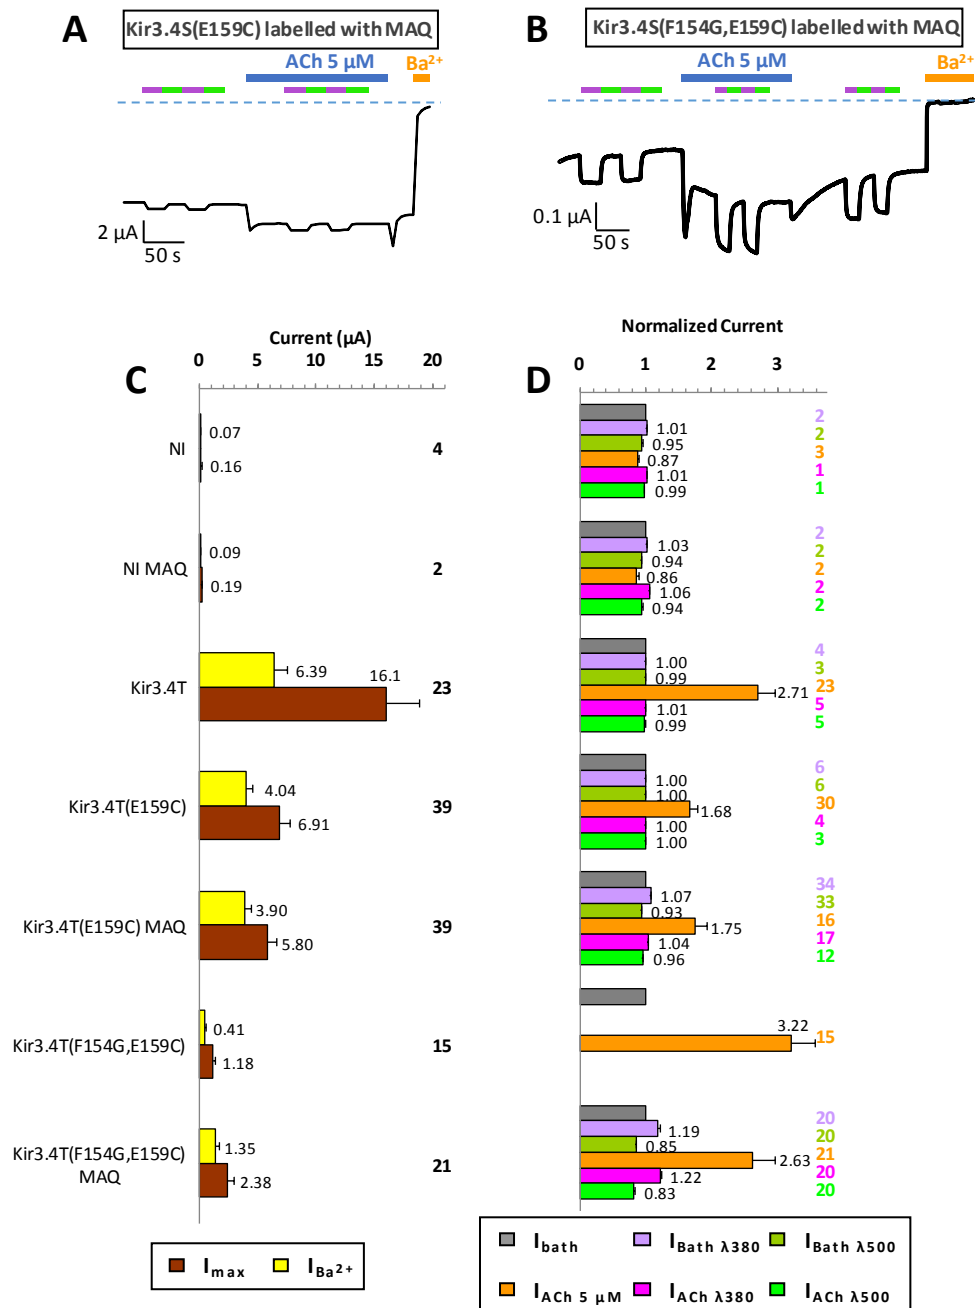 A
Kir3.4S(E159C) labelled with MAQ
ACh 5 µM
Ba²⁺
2 µA
50 s
B
Kir3.4S(F154G,E159C) labelled with MAQ
ACh 5 µM
Ba²⁺
0.1 µA
50 s
C
Current (µA)
0 5 10 15 20
NI
0.07
0.16
4
NI MAQ
0.09
0.19
2
Kir3.4T
6.39
16.1
23
Kir3.4T(E159C)
4.04
6.91
39
Kir3.4T(E159C) MAQ
3.90
5.80
39
Kir3.4T(F154G,E159C)
0.41
1.18
15
Kir3.4T(F154G,E159C)
MAQ
1.35
2.38
21
I max I Ba²⁺
D
Normalized Current
0 1 2 3
1.01 2
0.95 2
0.87 3
1.01 1
0.99 1
1.03 2
0.94 2
0.86 2
1.06 2
0.94 2
1.00 4
0.99 3
2.71 23
1.01 5
0.99 5
1.00 6
1.00 6
1.68 30
1.00 4
1.00 3
1.07 34
0.93 33
1.75 16
1.04 17
0.96 12
3.22 15
1.19 20
0.85 20
2.63 21
1.22 20
0.83 20
I bath I Bath λ380 I Bath λ500
I ACh 5 µM I ACh λ380 I ACh λ500